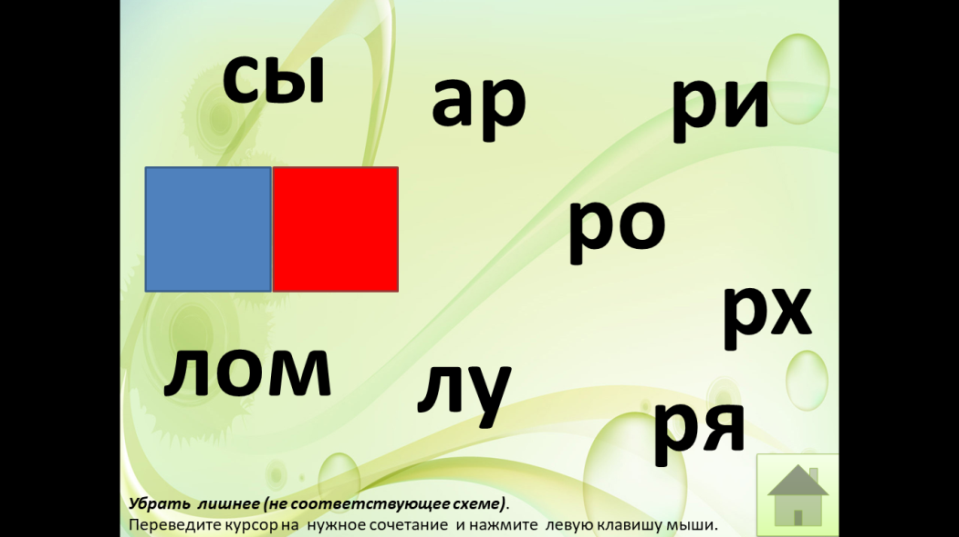 сы
ар
ри
ро
рх
лом
лу
ря
Убрать лишнее (не соответствующее схеме).
Переведите курсор на нужное сочетание и нажмите левую клавишу мыши.